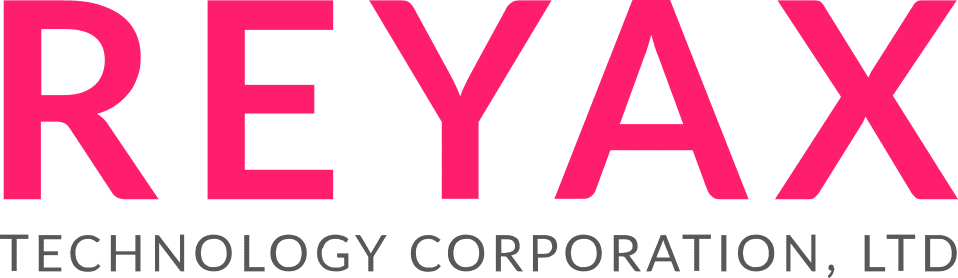 REYAX
TECHNOLOGY CORPORATION, LTD